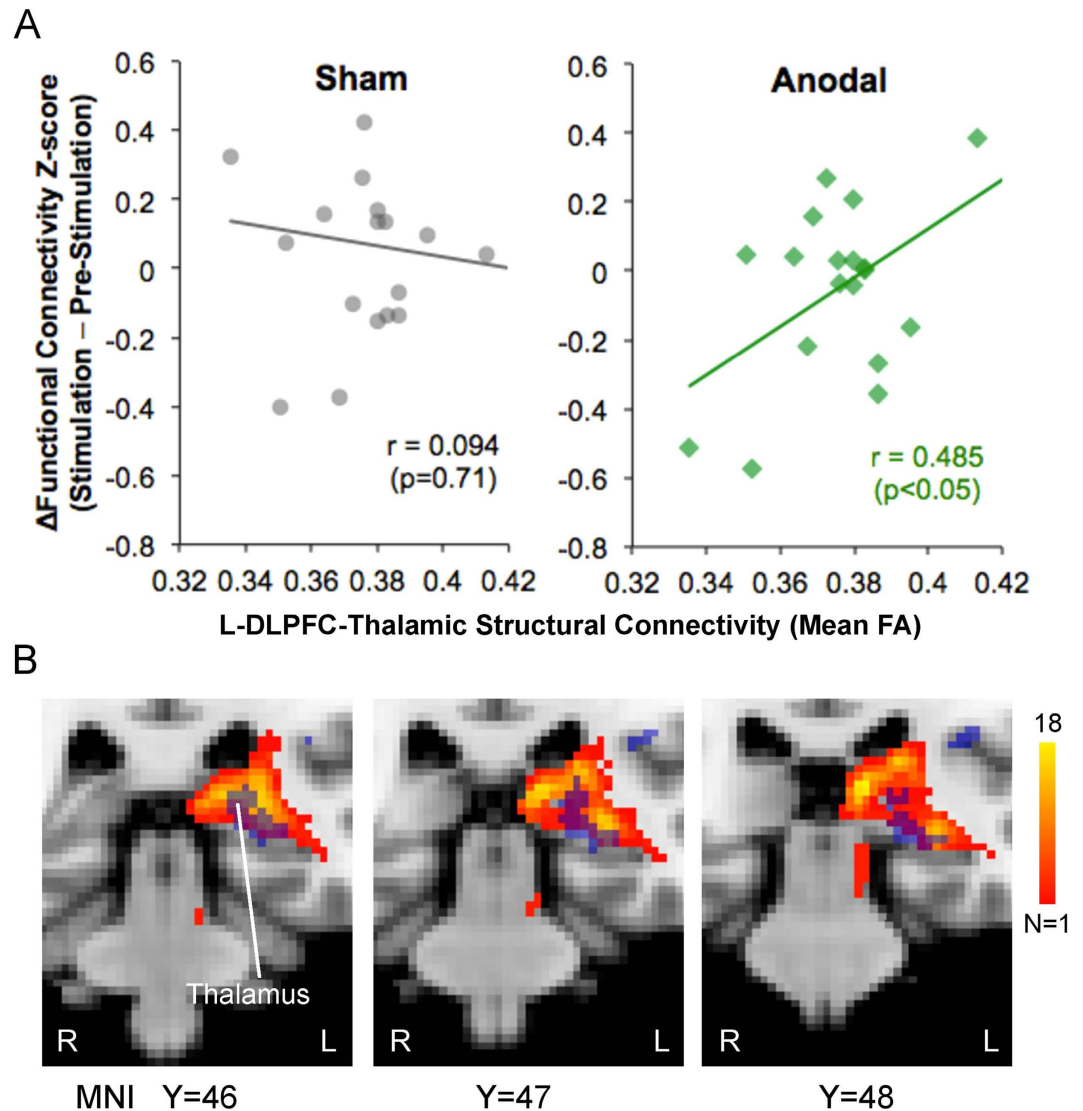 A
ΔFunctional Connectivity Z-score
(Stimulation – Pre-Stimulation)
Sham
0.6
0.4
0.2
0
-0.2
-0.4
-0.6
-0.8
r = 0.094
(p=0.71)
0.32 0.34 0.36 0.38 0.4 0.42
Anodal
0.6
0.4
0.2
0
-0.2
-0.4
-0.6
-0.8
r = 0.485
(p<0.05)
0.32 0.34 0.36 0.38 0.4 0.42
L-DLPFC-Thalamic Structural Connectivity (Mean FA)
B
Thalamus
R L
R L
R L
18
N=1
MNI Y=46 Y=47 Y=48